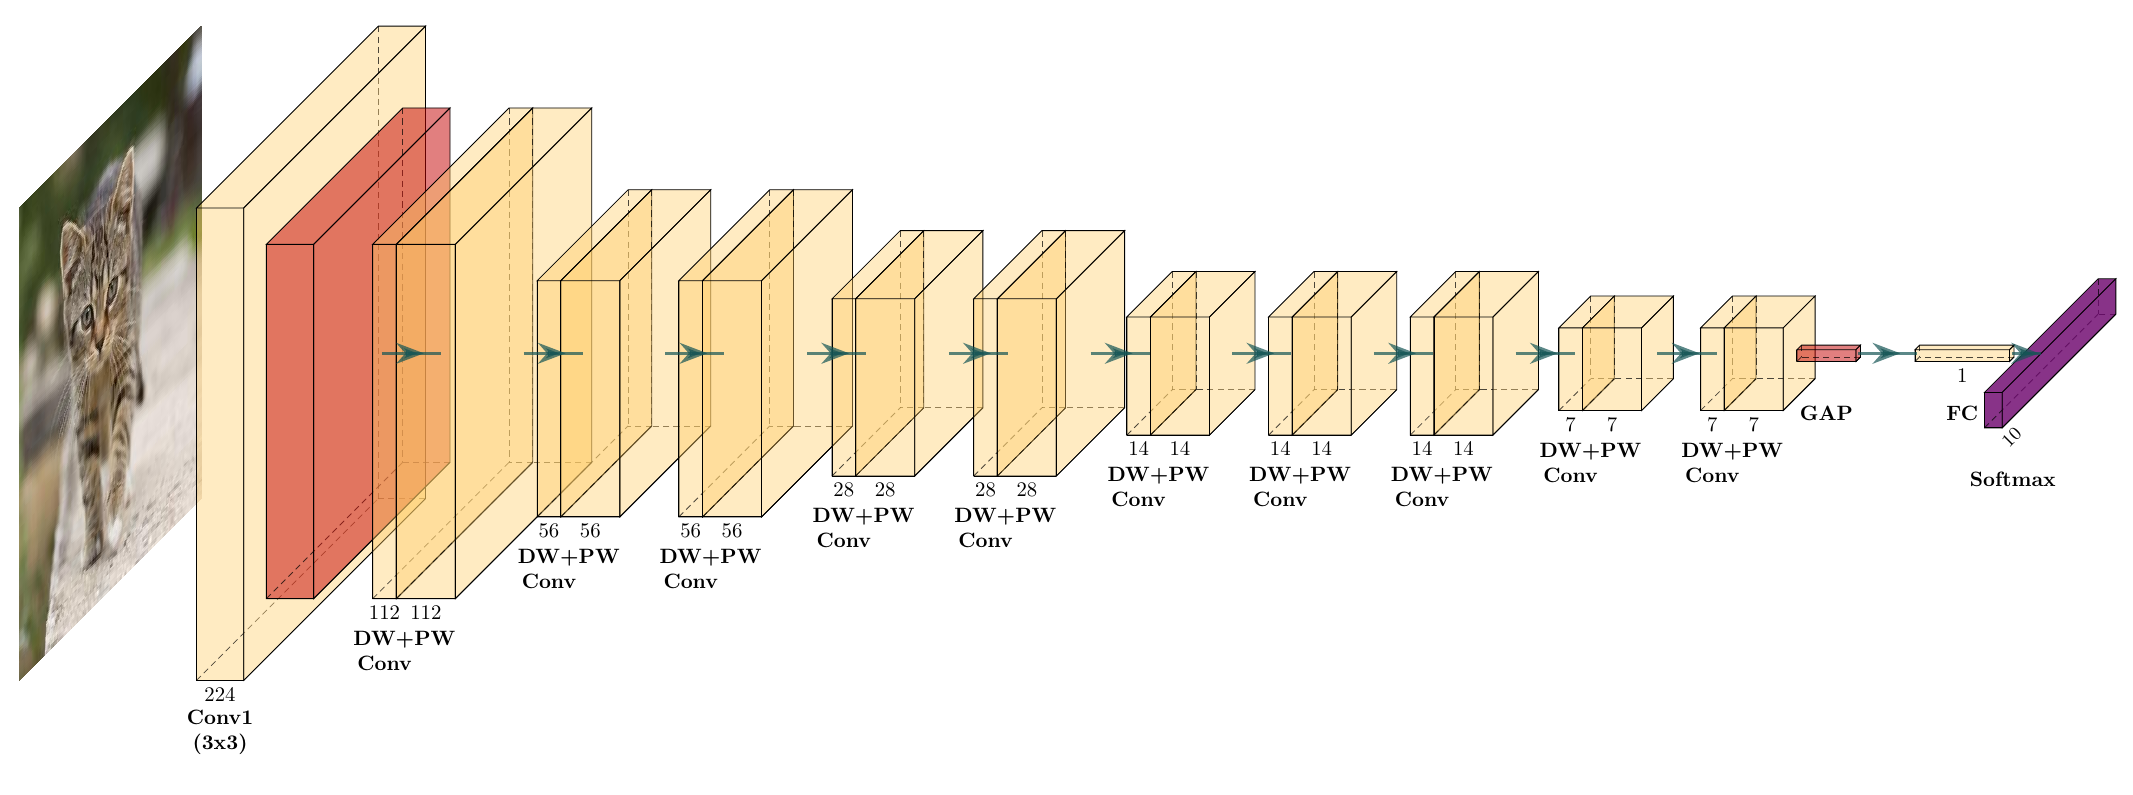 224
Conv1
(3x3)
112 112
DW+PW
Conv
56 56
DW+PW
Conv
56 56
DW+PW
Conv
28 28
DW+PW
Conv
28 28
DW+PW
Conv
14 14
DW+PW
Conv
14 14
DW+PW
Conv
14 14
DW+PW
Conv
7 7
DW+PW
Conv
7 7
DW+PW
Conv
GAP
1
FC
10
Softmax